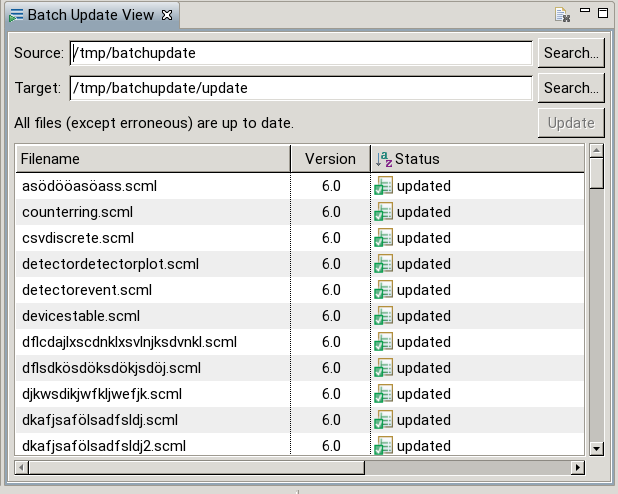 Batch Update View
Source: /tmp/batchupdate Search...
Target: /tmp/batchupdate/update Search...
All files (except erroneous) are up to date. Update
Filename Version Status
asödööasöass.scml 6.0 updated
counterring.scml 6.0 updated
csvdiscrete.scml 6.0 updated
detectordetectorplot.scml 6.0 updated
detectorevent.scml 6.0 updated
devicestable.scml 6.0 updated
dflcdajlxscdnklxsvlnjksdvnkl.scml 6.0 updated
dflsdkösdöksdökjsdöj.scml 6.0 updated
djkwsdikjwfkljwefjk.scml 6.0 updated
dkafjsafölsadfsldj.scml 6.0 updated
dkafjsafölsadfsldj2.scml 6.0 updated